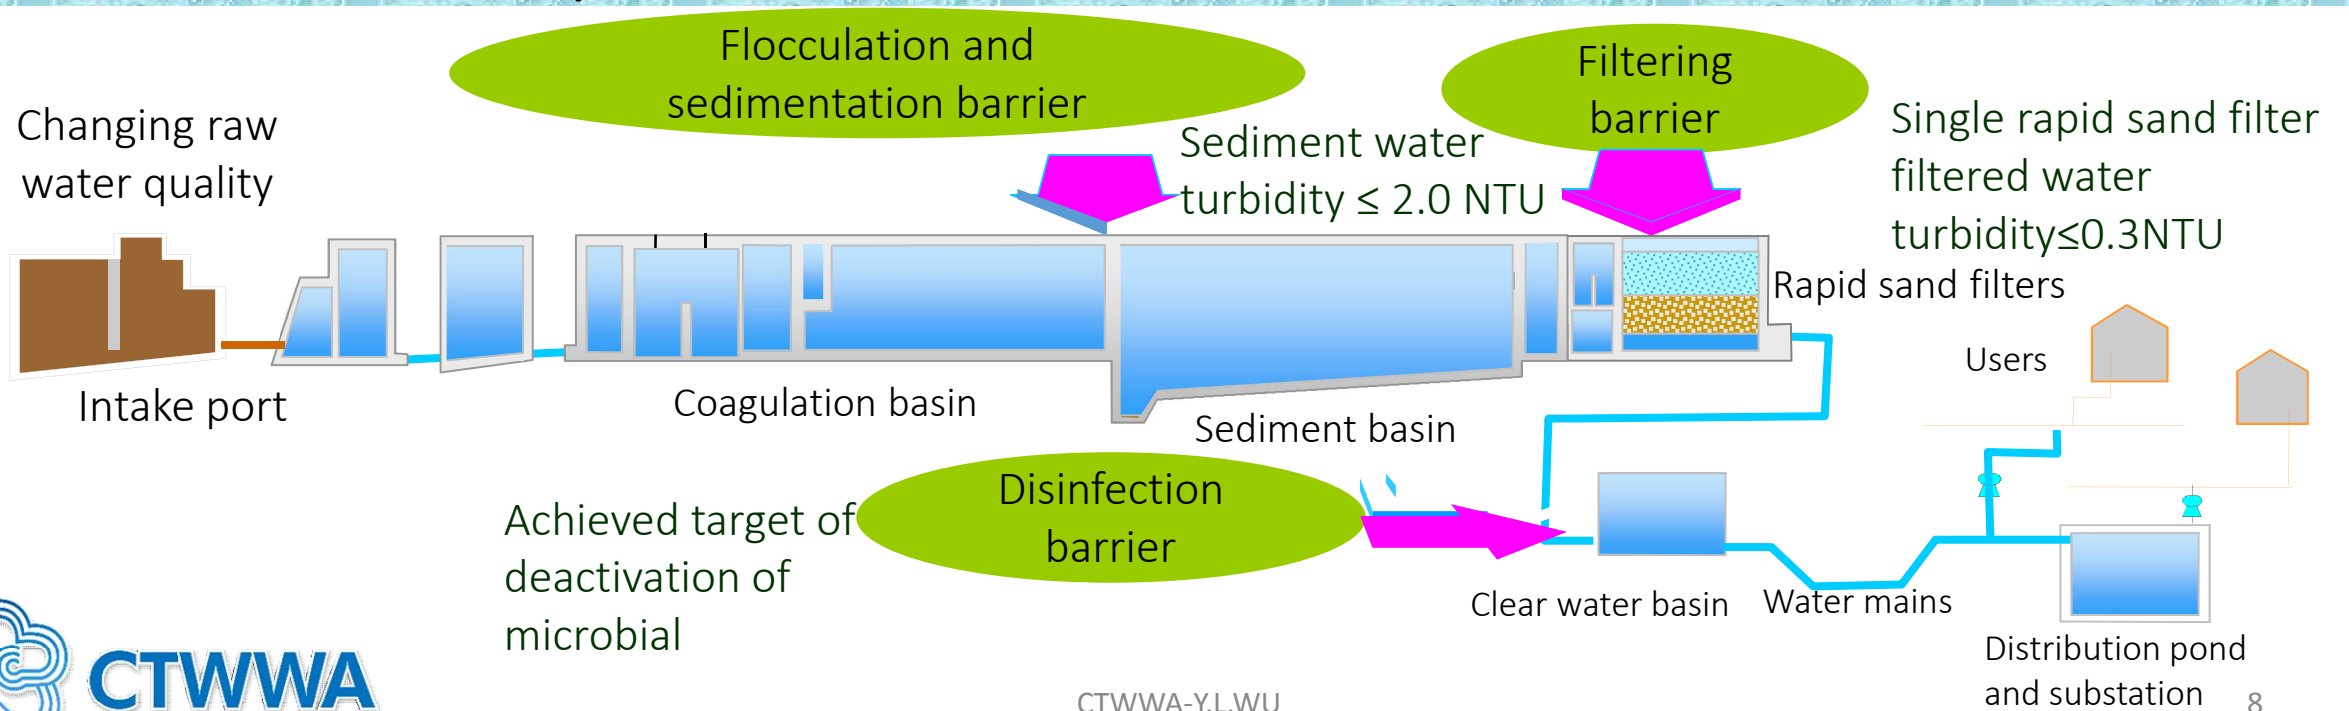 Flocculation and
sedimentation barrier
Filtering
barrier
Changing raw
water quality
Sediment water
turbidity ≤ 2.0 NTU
Single rapid sand filter
filtered water
turbidity≤0.3NTU
Rapid sand filters
Users
Intake port
Coagulation basin
Sediment basin
Disinfection
barrier
Achieved target of
deactivation of
microbial
Clear water basin
Water mains
Distribution pond
and substation
CTWWA
CTWWA-Y.L.WU
8